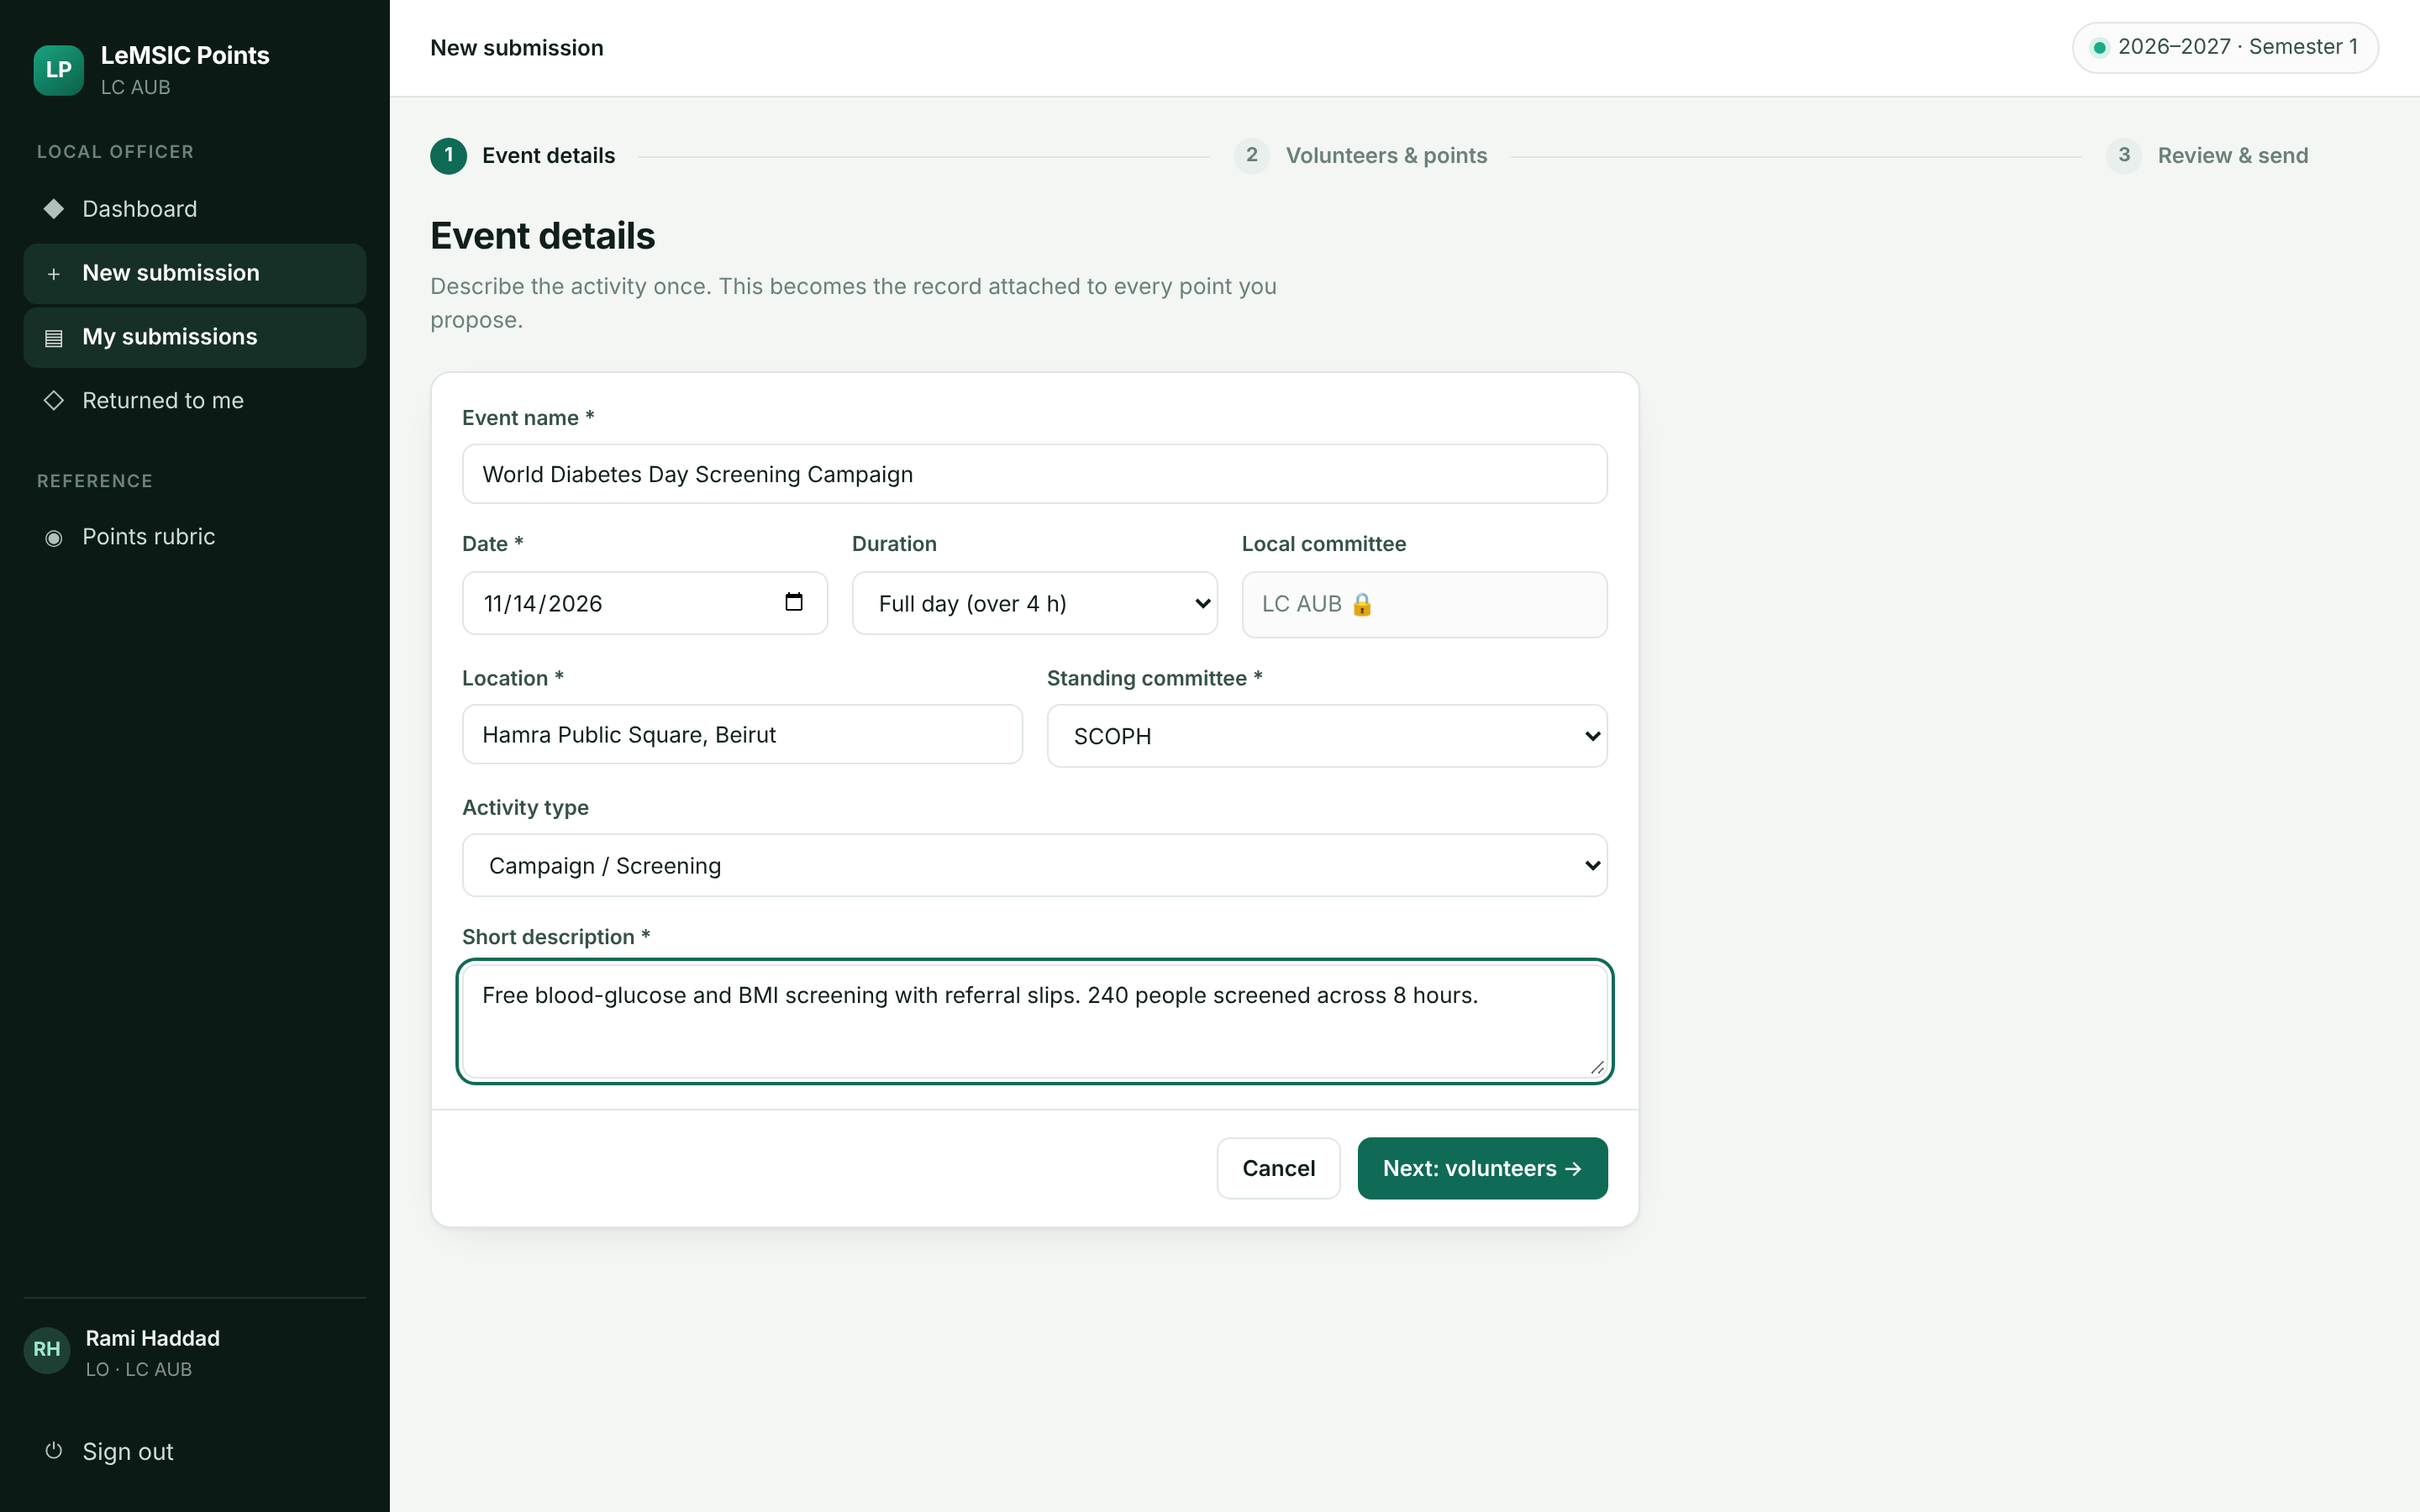 LP
LeMSIC Points
LC AUB
LOCAL OFFICER
Dashboard
New submission
My submissions
Returned to me
REFERENCE
Points rubric
RH
Rami Haddad
LO · LC AUB
Sign out
New submission
2026–2027 · Semester 1
1 Event details
2 Volunteers & points
3 Review & send
Event details
Describe the activity once. This becomes the record attached to every point you
propose.
Event name *
World Diabetes Day Screening Campaign
Date * Duration Local committee
11/14/2026 Full day (over 4 h) LC AUB 🔒
Location * Standing committee *
Hamra Public Square, Beirut SCOPH
Activity type
Campaign / Screening
Short description *
Free blood-glucose and BMI screening with referral slips. 240 people screened across 8 hours.
Cancel Next: volunteers →